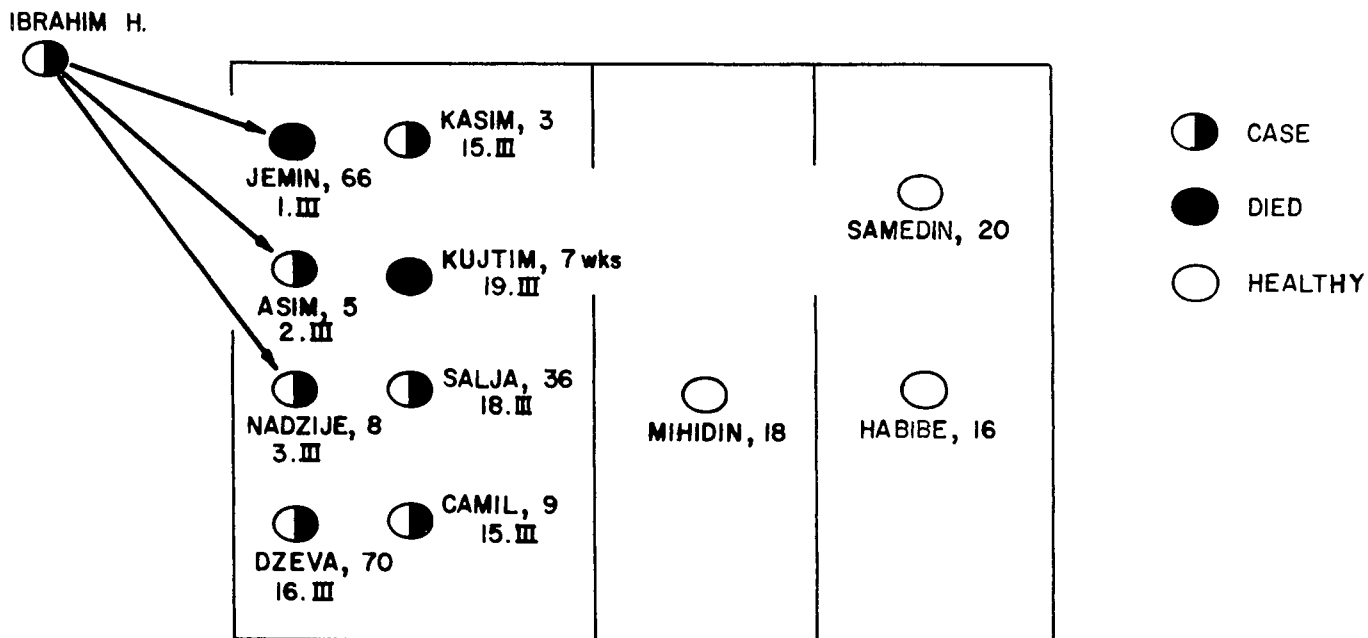 IBRAHIM H.
KASIM, 3
15.III
JEMIN, 66
1.III
KUJTIM, 7 wks
19.III
ASIM, 5
2.III
SALJA, 36
18.III
NADZIJE, 8
3.III
CAMIL, 9
15.III
DZEVA, 70
16.III
MIHIDIN, 18
SAMEDIN, 20
HABIBE, 16
CASE
DIED
HEALTHY